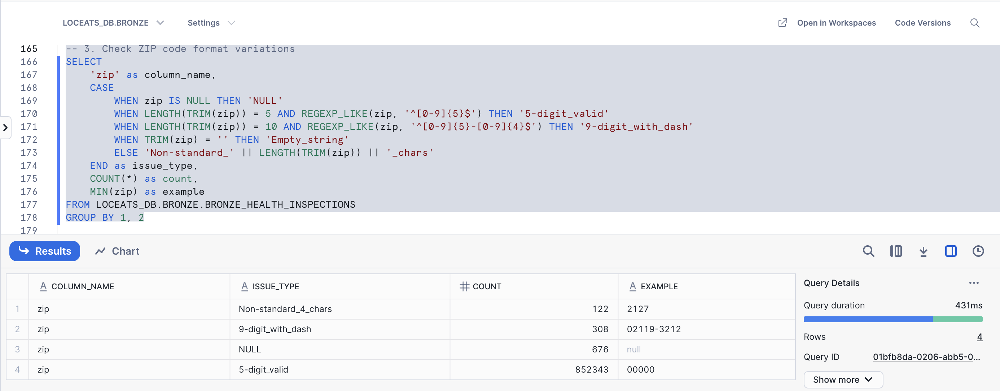 LOCEATS_DB.BRONZE Settings Open in Workspaces Code Versions
165 -- 3. Check ZIP code format variations
166 SELECT
167 'zip' as column_name,
168 CASE
169 WHEN zip IS NULL THEN 'NULL'
170 WHEN LENGTH(TRIM(zip)) = 5 AND REGEXP_LIKE(zip, '^[0-9]{5}$') THEN '5-digit_valid'
171 WHEN LENGTH(TRIM(zip)) = 10 AND REGEXP_LIKE(zip, '^[0-9]{5}-[0-9]{4}$') THEN '9-digit_with_dash'
172 WHEN TRIM(zip) = '' THEN 'Empty_string'
173 ELSE 'Non-standard_' || LENGTH(TRIM(zip)) || '_chars'
174 END as issue_type,
175 COUNT(*) as count,
176 MIN(zip) as example
177 FROM LOCEATS_DB.BRONZE.BRONZE_HEALTH_INSPECTIONS
178 GROUP BY 1, 2
179
Results Chart
COLUMN_NAME ISSUE_TYPE COUNT EXAMPLE
1 zip Non-standard_4_chars 122 2127
2 zip 9-digit_with_dash 308 02119-3212
3 zip NULL 676 null
4 zip 5-digit_valid 852343 00000
Query Details ...
Query duration 431ms
Rows 4
Query ID 01bfb8da-0206-abb5-0...
Show more